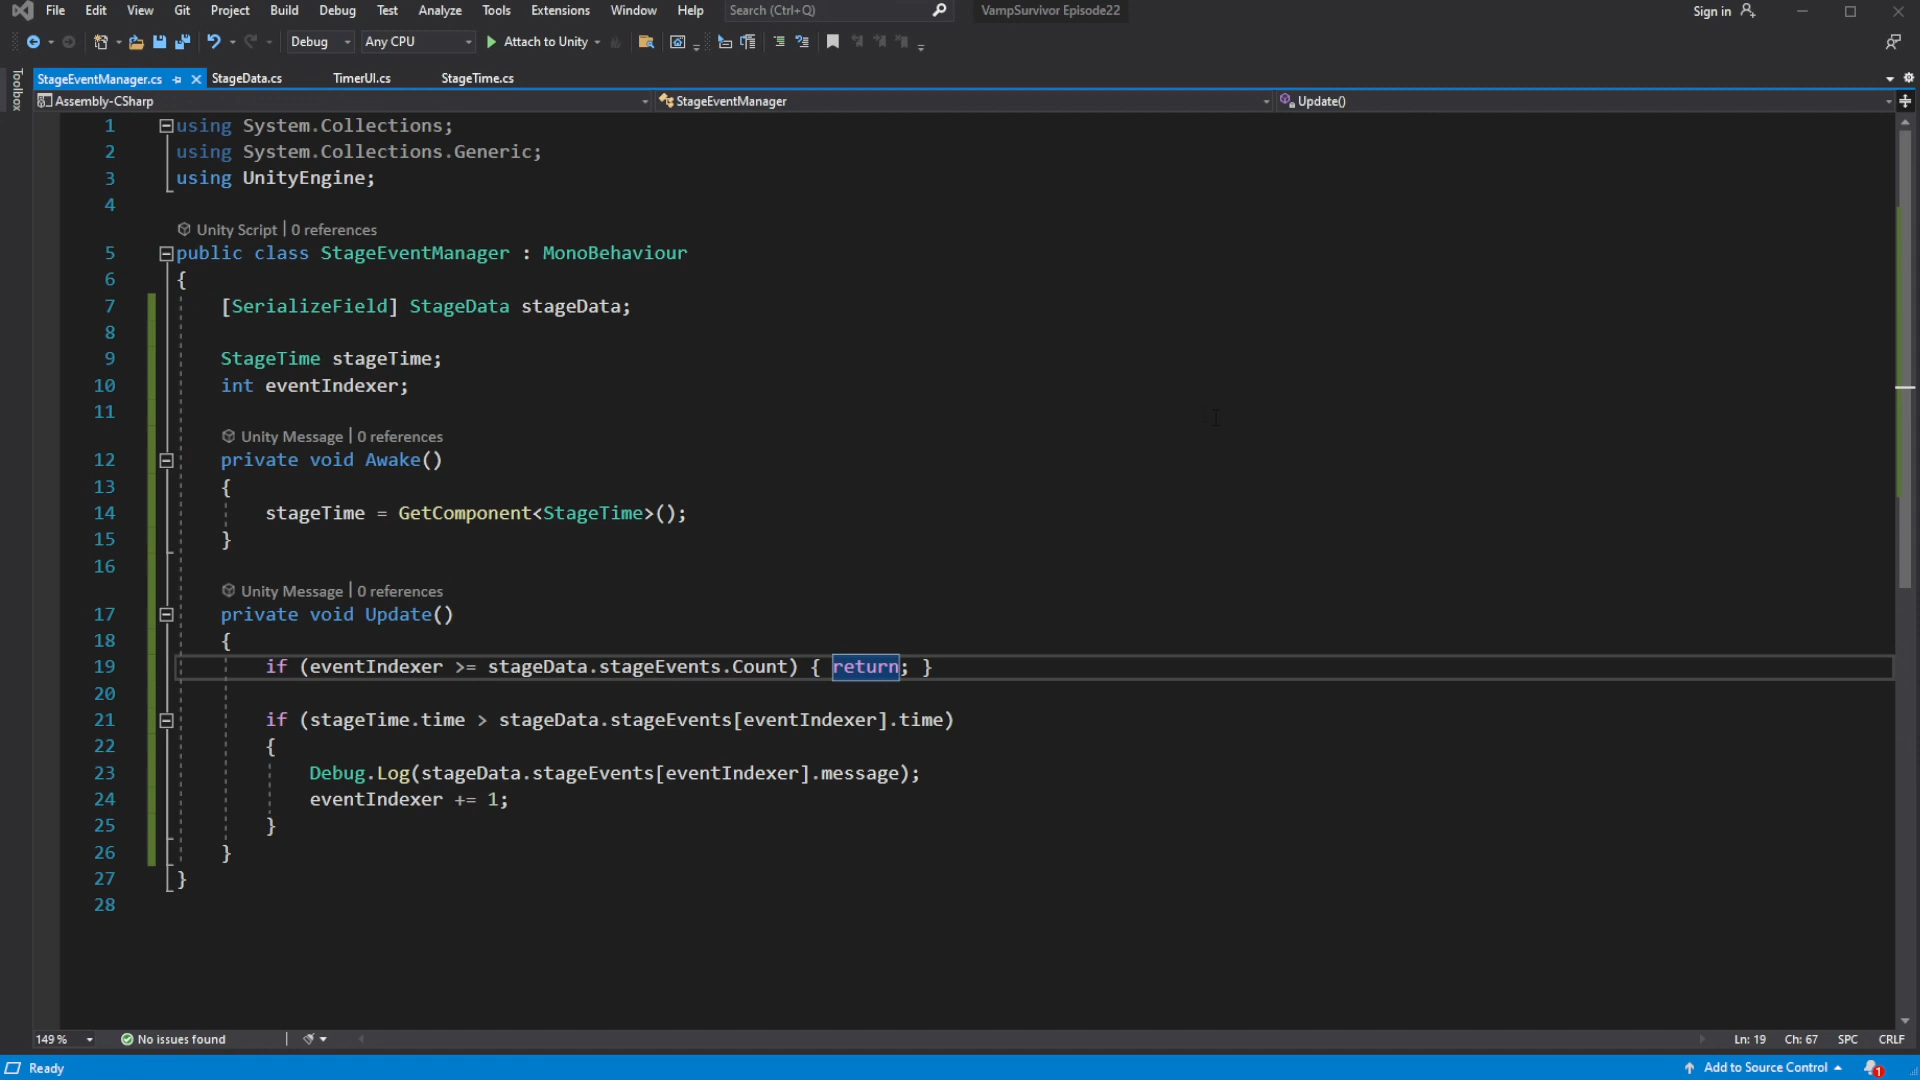 File Edit View Git Project Build Debug Test Analyze Tools Extensions Window Help Search (Ctrl+Q) VampSurvivor Episode22 Sign in
Debug Any CPU Attach to Unity
StageEventManager.cs StageData.cs TimerUI.cs StageTime.cs
Toolbox
Assembly-CSharp StageEventManager Update()
1 using System.Collections;
2 using System.Collections.Generic;
3 using UnityEngine;
4
Unity Script | 0 references
5 public class StageEventManager : MonoBehaviour
6 {
7 [SerializeField] StageData stageData;
8
9 StageTime stageTime;
10 int eventIndexer;
11
Unity Message | 0 references
12 private void Awake()
13 {
14 stageTime = GetComponent<StageTime>();
15 }
16
Unity Message | 0 references
17 private void Update()
18 {
19 if (eventIndexer >= stageData.stageEvents.Count) { return; }
20
21 if (stageTime.time > stageData.stageEvents[eventIndexer].time)
22 {
23 Debug.Log(stageData.stageEvents[eventIndexer].message);
24 eventIndexer += 1;
25 }
26 }
27 }
28
149 % No issues found Ln: 19 Ch: 67 SPC CRLF
Ready Add to Source Control 1